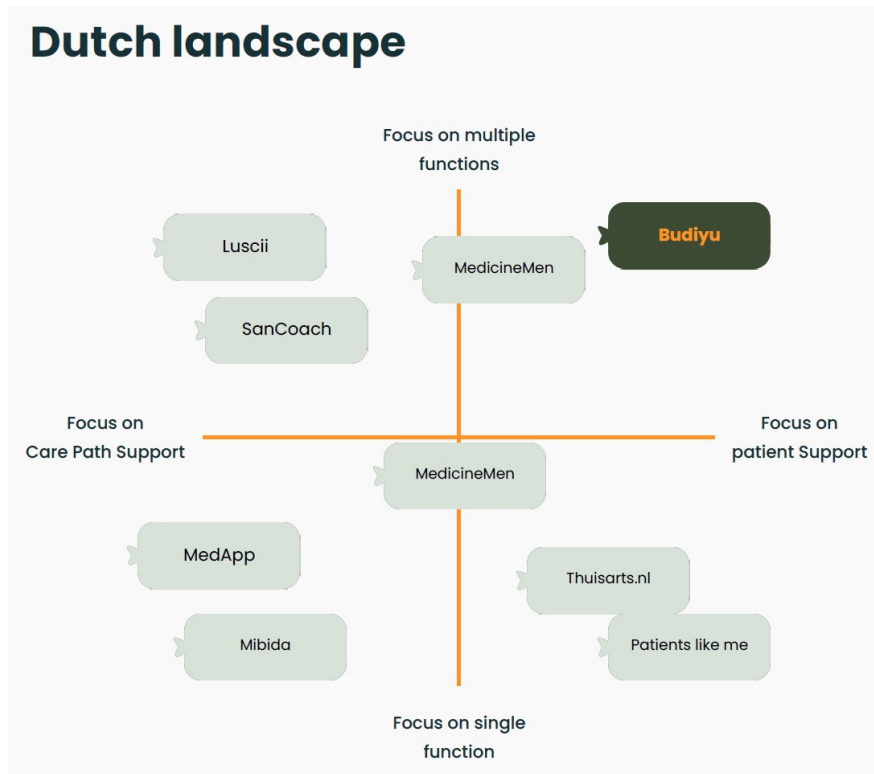 Dutch landscape
Focus on multiple
functions
Budiyu
Luscii
MedicineMen
SanCoach
Focus on
Care Path Support
Focus on
patient Support
MedicineMen
MedApp
Thuisarts.nl
Mibida
Patients like me
Focus on single
function